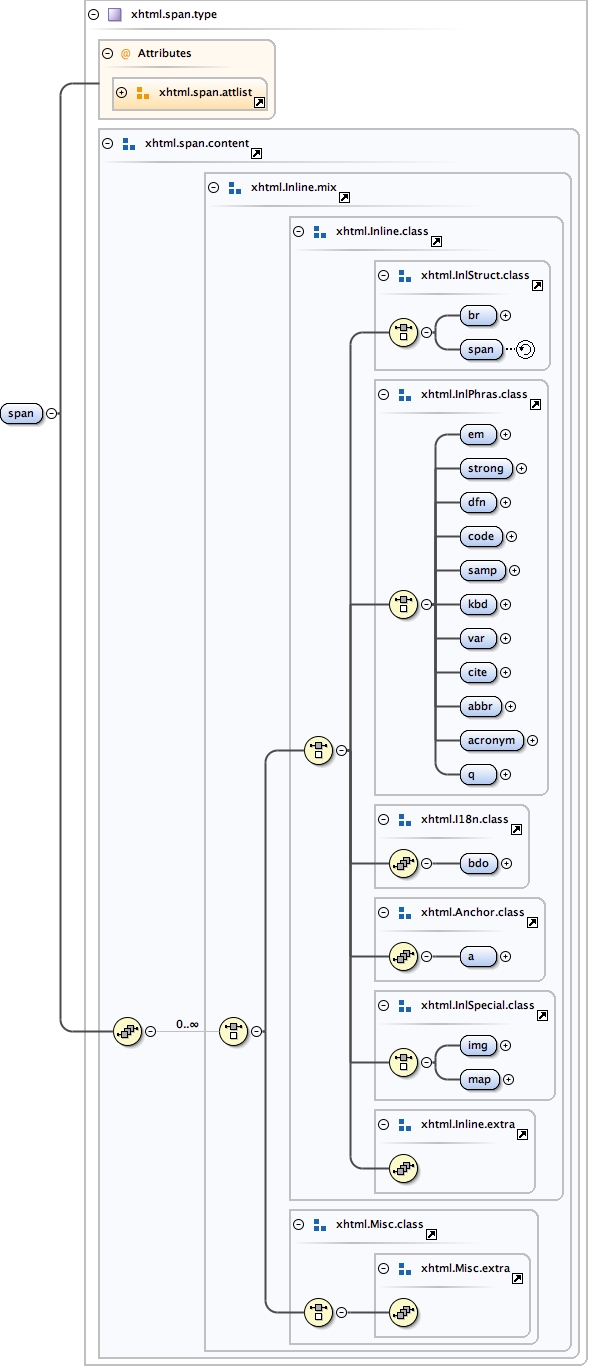 xhtml.span.type
@ Attributes
xhtml.span.attlist
xhtml.span.content
xhtml.Inline.mix
xhtml.Inline.class
xhtml.InlStruct.class
br
span
xhtml.InlPhras.class
span
em
strong
dfn
code
samp
kbd
var
cite
abbr
acronym
q
xhtml.I18n.class
bdo
xhtml.Anchor.class
a
xhtml.InlSpecial.class
0..∞
img
map
xhtml.Inline.extra
xhtml.Misc.class
xhtml.Misc.extra